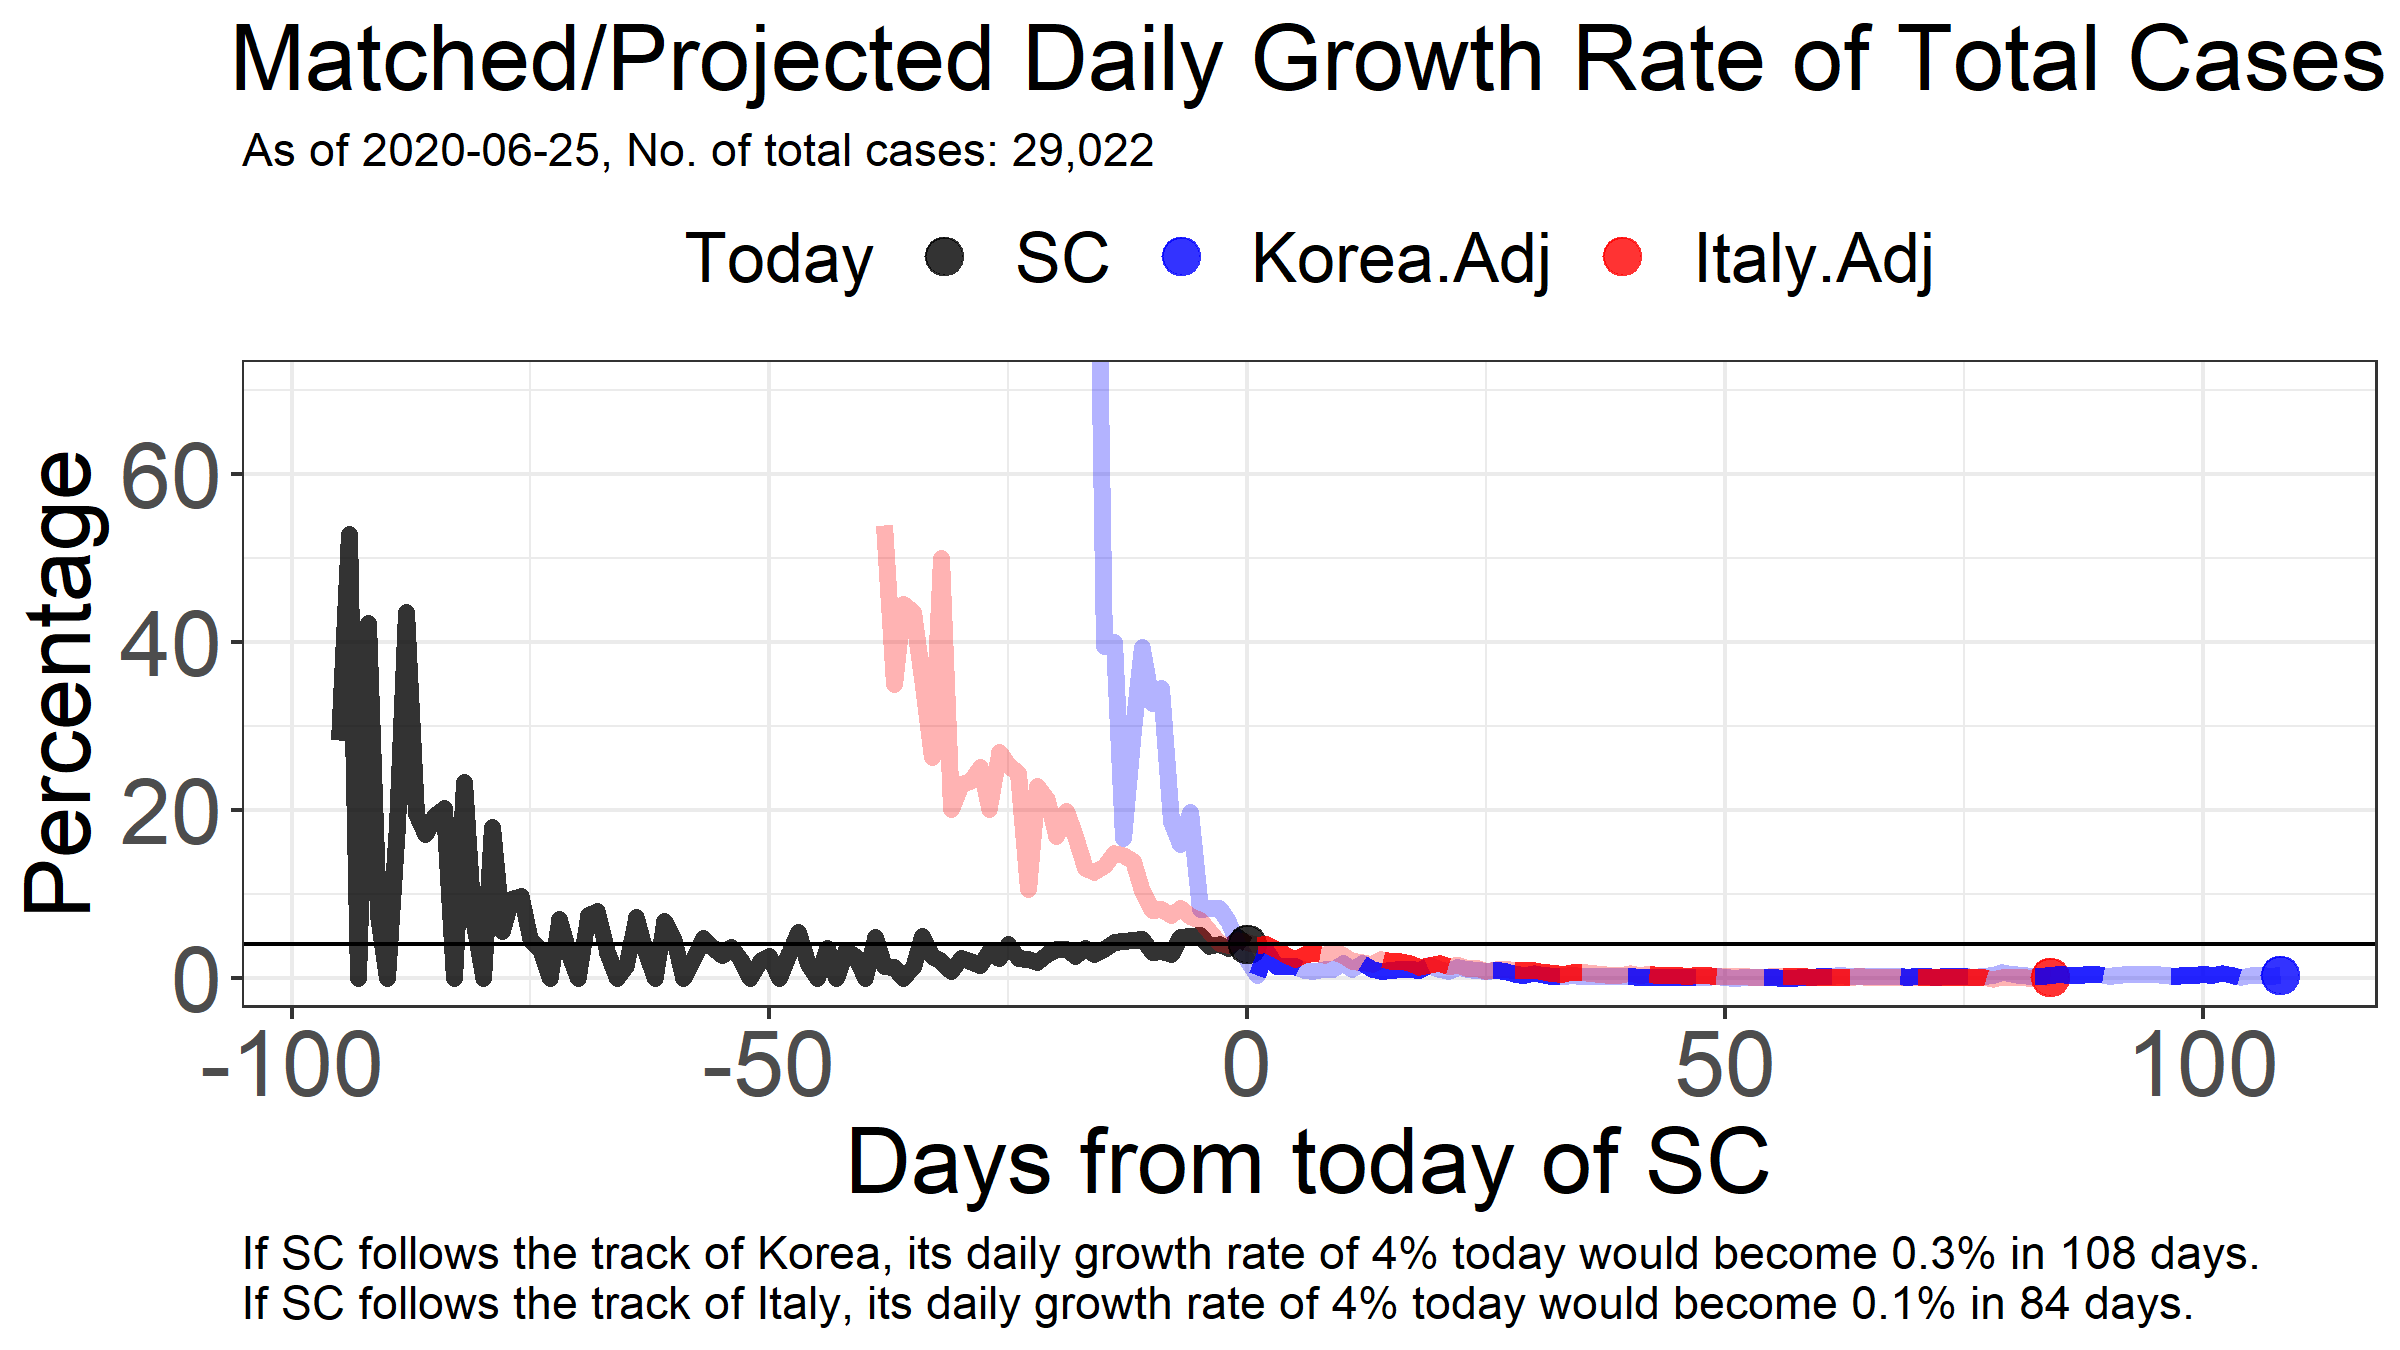 Matched/Projected Daily Growth Rate of Total Cases
As of 2020-06-25, No. of total cases: 29,022
Today SC Korea.Adj Italy.Adj
Percentage
60
40
20
0
-100 -50 0 50 100
Days from today of SC
If SC follows the track of Korea, its daily growth rate of 4% today would become 0.3% in 108 days.
If SC follows the track of Italy, its daily growth rate of 4% today would become 0.1% in 84 days.